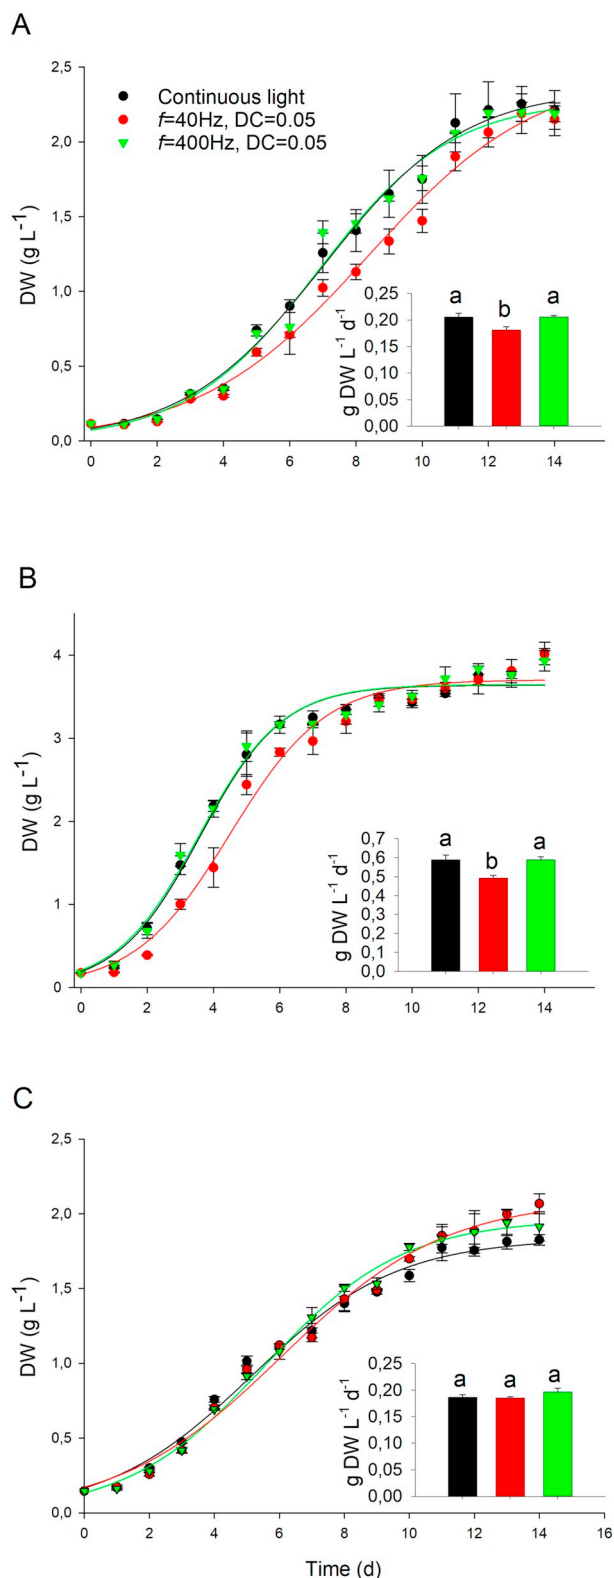 A
2,5
2,0
1,5
1,0
0,5
0,0
DW (g L⁻¹)
Continuous light
f=40Hz, DC=0.05
f=400Hz, DC=0.05
0,25
0,20
0,15
0,10
0,05
0,00
g DW L⁻¹ d⁻¹
a b a
0 2 4 6 8 10 12 14
B
4
3
2
1
0
DW (g L⁻¹)
0,7
0,6
0,5
0,4
0,3
0,2
0,1
0,0
g DW L⁻¹ d⁻¹
a b a
0 2 4 6 8 10 12 14
C
2,5
2,0
1,5
1,0
0,5
0,0
DW (g L⁻¹)
0,25
0,20
0,15
0,10
0,05
0,00
g DW L⁻¹ d⁻¹
a a a
0 2 4 6 8 10 12 14 16
Time (d)